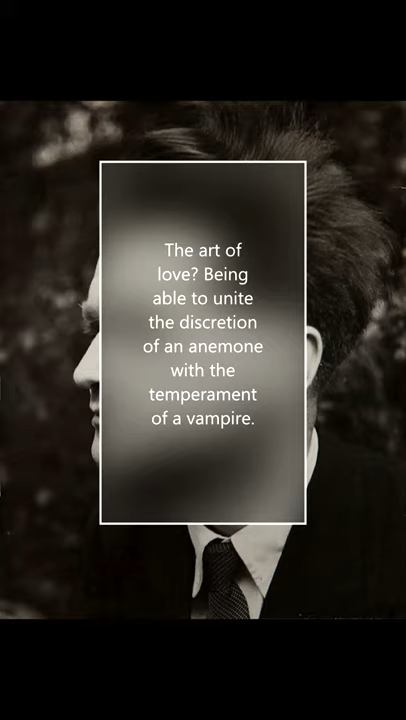 The art of
love? Being
able to unite
the discretion
of an anemone
with the
temperament
of a vampire.